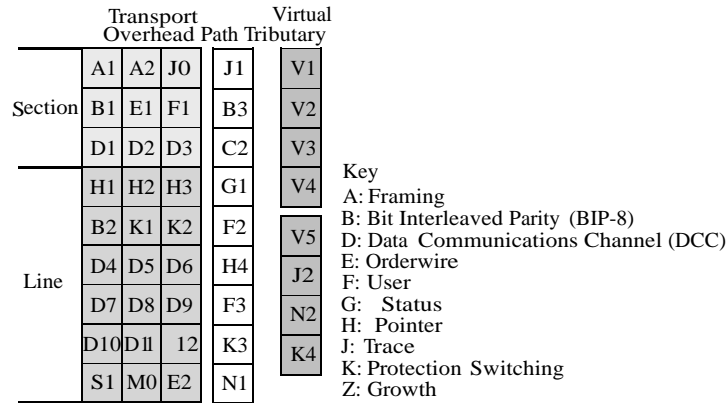 Transport Virtual
Overhead Path Tributary
A1 A2 J0 J1 V1
Section B1 E1 F1 B3 V2
D1 D2 D3 C2 V3
H1 H2 H3 G1 V4
B2 K1 K2 F2 V5
Line D4 D5 D6 H4 J2
D7 D8 D9 F3 N2
D10 D11 12 K3 K4
S1 M0 E2 N1
Key
A: Framing
B: Bit Interleaved Parity (BIP-8)
D: Data Communications Channel (DCC)
E: Orderwire
F: User
G: Status
H: Pointer
J: Trace
K: Protection Switching
Z: Growth